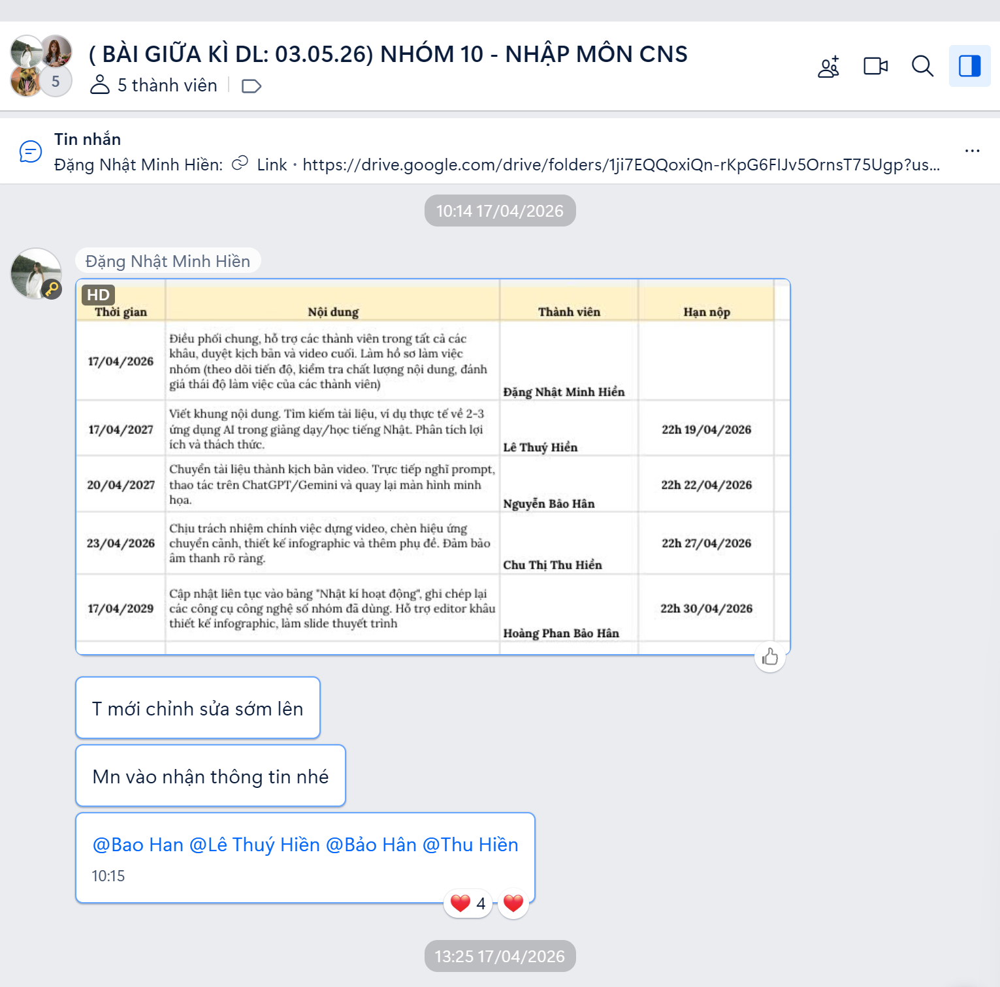 ( BÀI GIỮA KÌ DL: 03.05.26) NHÓM 10 - NHẬP MÔN CNS
5
5 thành viên
Tin nhắn
Đặng Nhật Minh Hiền: Link • https://drive.google.com/drive/folders/1ji7EQQoxiQn-rKpG6FIJv5OrnsT75Ugp?us...
10:14 17/04/2026
Đặng Nhật Minh Hiền
HD
Thời gian Nội dung Thành viên Hạn nộp
17/04/2026
Điều phối chung, hỗ trợ các thành viên trong tất cả các
khâu, duyệt kịch bản và video cuối. Làm hồ sơ làm việc
nhóm (theo dõi tiến độ, kiểm tra chất lượng nội dung, đánh
giá thái độ làm việc của các thành viên)
Đặng Nhật Minh Hiền
17/04/2027
Viết khung nội dung. Tìm kiếm tài liệu, ví dụ thực tế về 2-3
ứng dụng AI trong giảng dạy/học tiếng Nhật. Phân tích lợi
ích và thách thức.
Lê Thuý Hiền
22h 19/04/2026
20/04/2027
Chuyển tài liệu thành kịch bản video. Trực tiếp nghĩ prompt,
thao tác trên ChatGPT/Gemini và quay lại màn hình minh
họa.
Nguyễn Bảo Hân
22h 22/04/2026
23/04/2026
Chịu trách nhiệm chính việc dựng video, chèn hiệu ứng
chuyển cảnh, thiết kế infographic và thêm phụ đề. Đảm bảo
âm thanh rõ ràng.
Chu Thị Thu Hiền
22h 27/04/2026
17/04/2029
Cập nhật liên tục vào bảng "Nhật kí hoạt động", ghi chép lại
các công cụ công nghệ số nhóm đã dùng. Hỗ trợ editor khâu
thiết kế infographic, làm slide thuyết trình
Hoàng Phan Bảo Hân
22h 30/04/2026
T mới chỉnh sửa sớm lên
Mn vào nhận thông tin nhé
@Bao Han @Lê Thuý Hiền @Bảo Hân @Thu Hiền
10:15
4
13:25 17/04/2026